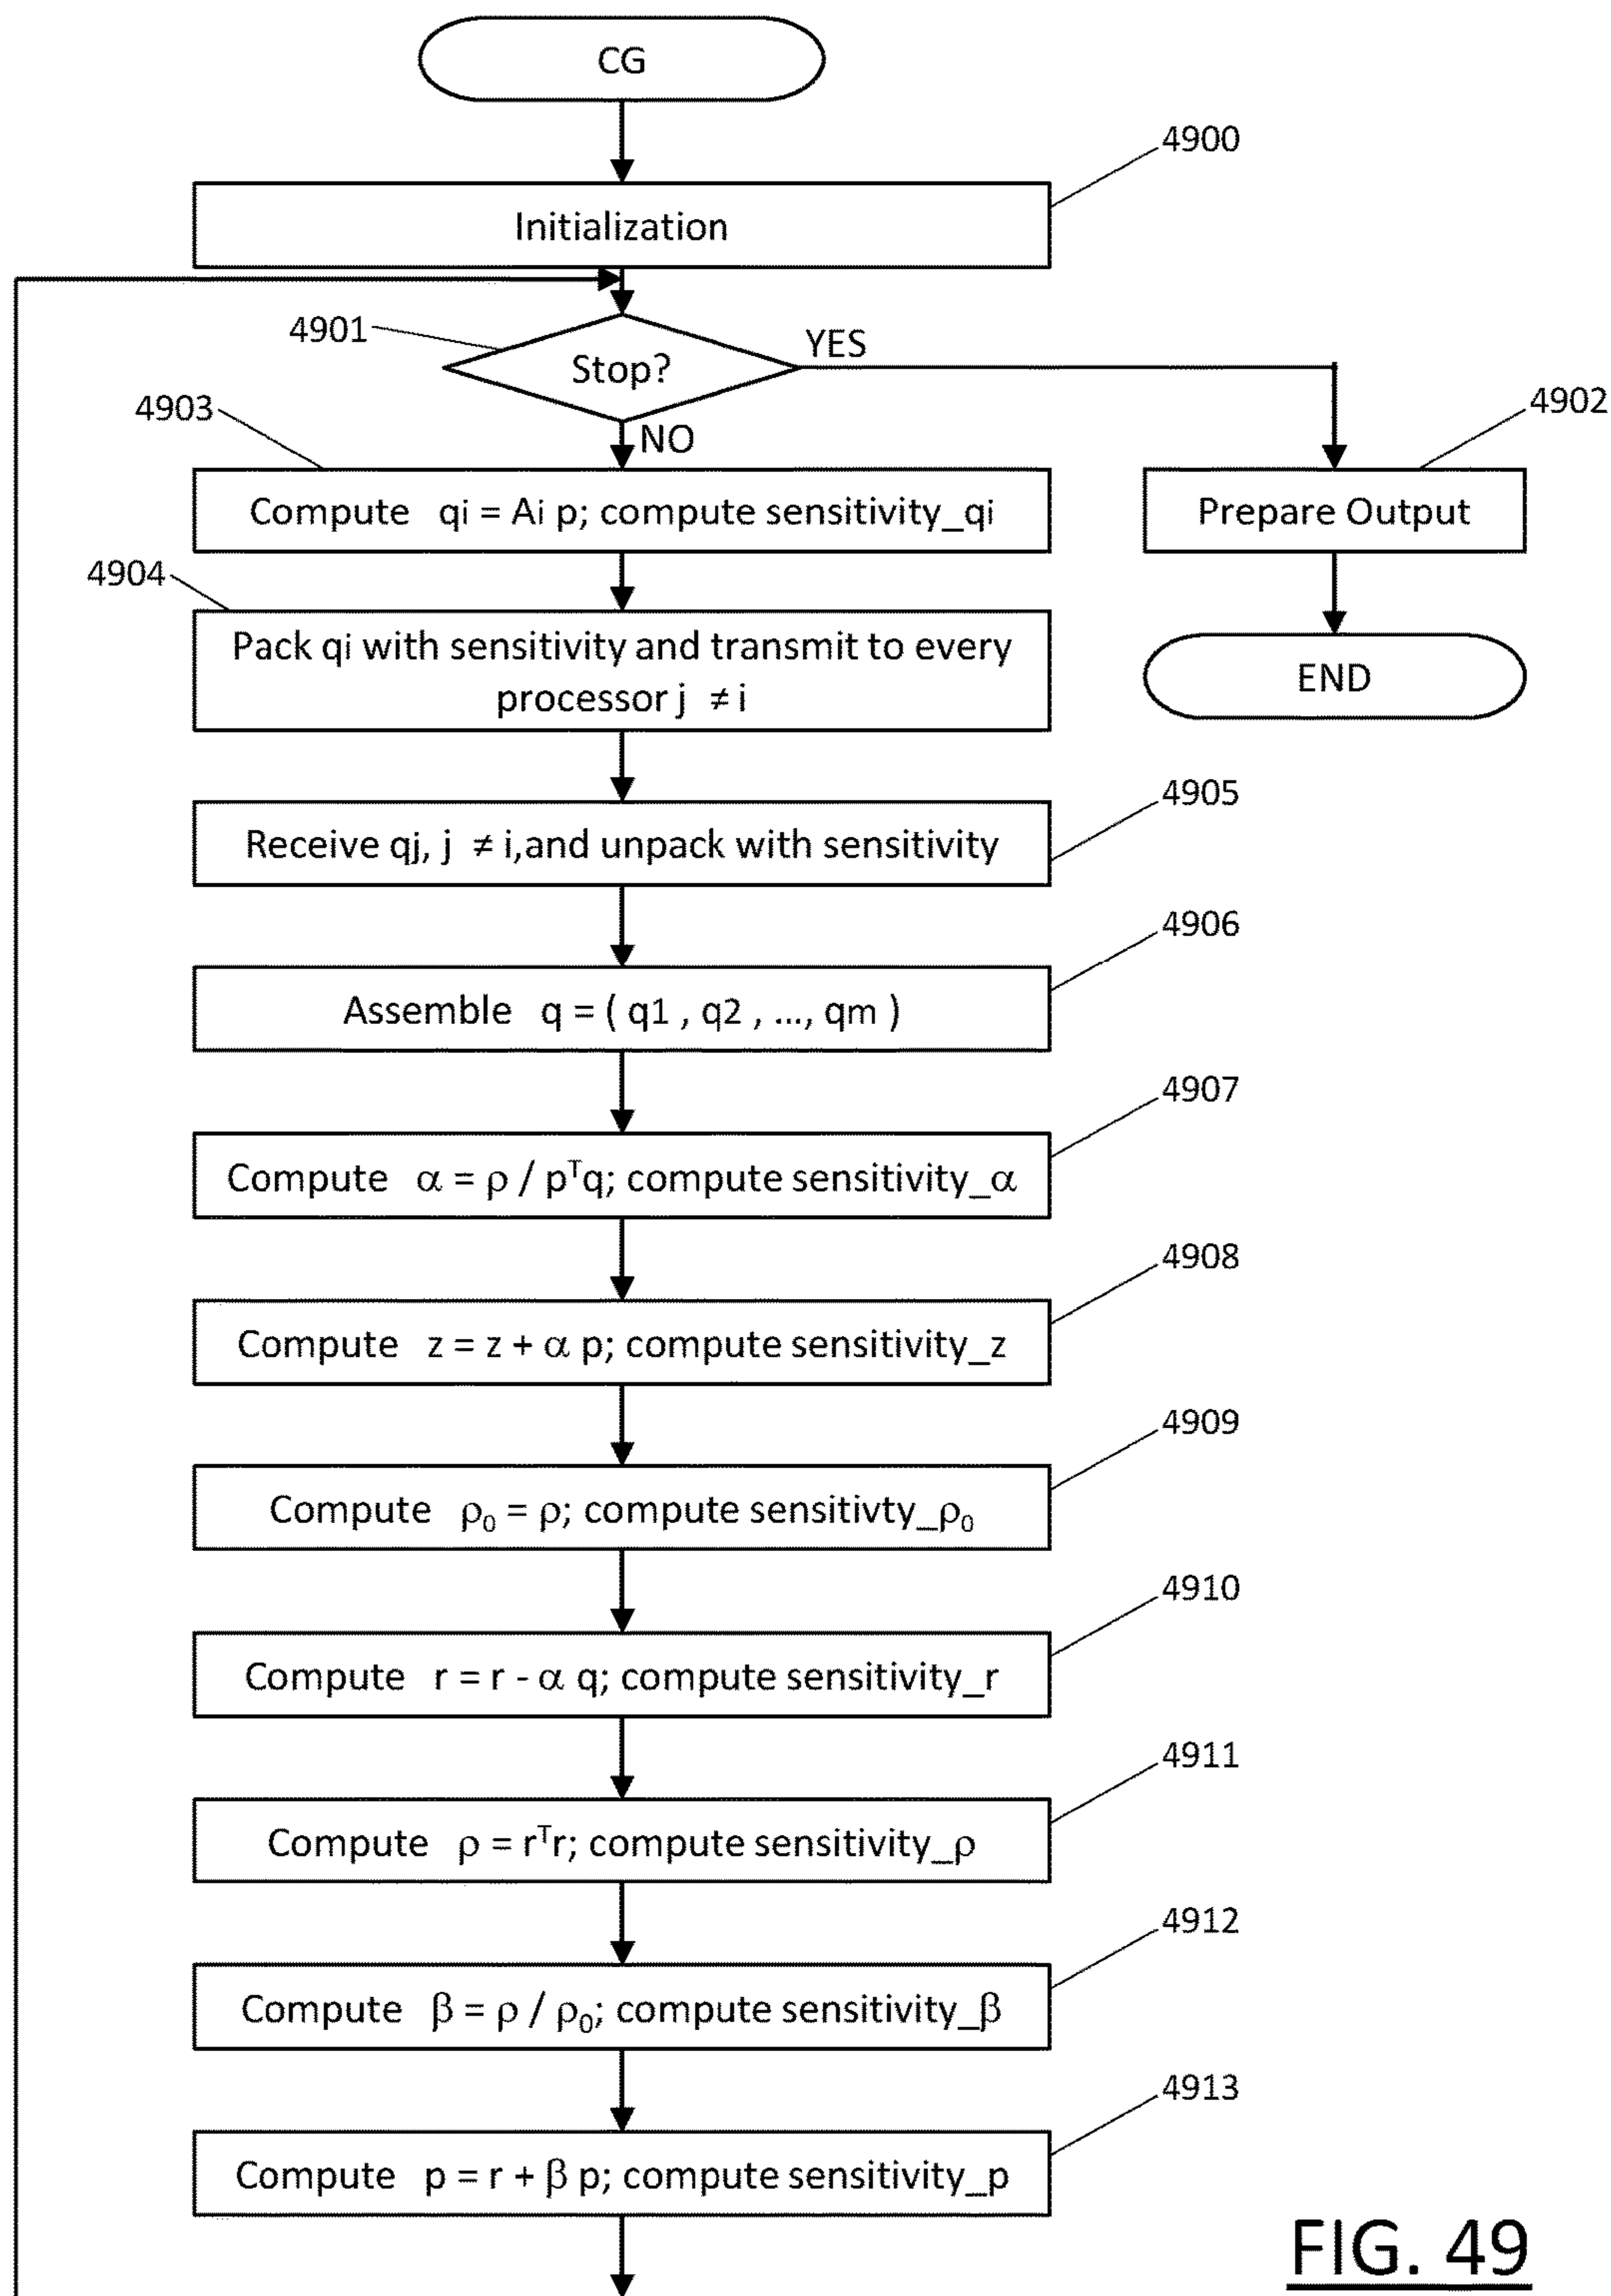 CG
4900
Initialization
4901
Stop?
YES
4902
4903
NO
Compute qi = Ai p; compute sensitivity_qi
Prepare Output
4904
Pack qi with sensitivity and transmit to every
processor j ≠ i
END
4905
Receive qj, j ≠ i,and unpack with sensitivity
4906
Assemble q = ( q1 , q2 , ..., qm )
4907
Compute α = ρ / pᵀq; compute sensitivity_α
4908
Compute z = z + α p; compute sensitivity_z
4909
Compute ρ₀ = ρ; compute sensitivty_ρ₀
4910
Compute r = r - α q; compute sensitivity_r
4911
Compute ρ = rᵀr; compute sensitivity_ρ
4912
Compute β = ρ / ρ₀; compute sensitivity_β
4913
Compute p = r + β p; compute sensitivity_p
FIG. 49